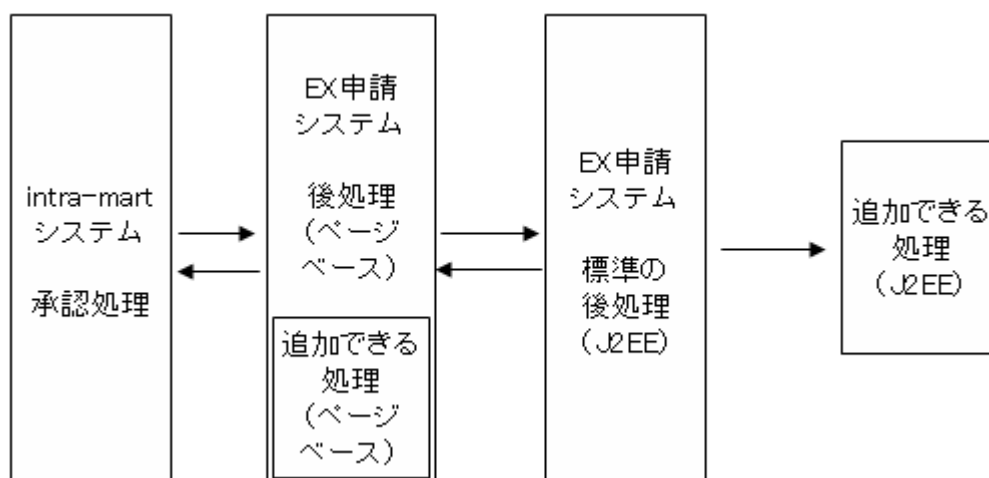 intra-mart
システム
承認処理
EX申請
システム
後処理
(ページ
ベース)
追加できる
処理
(ページ
ベース)
EX申請
システム
標準の
後処理
(J2EE)
追加できる
処理
(J2EE)